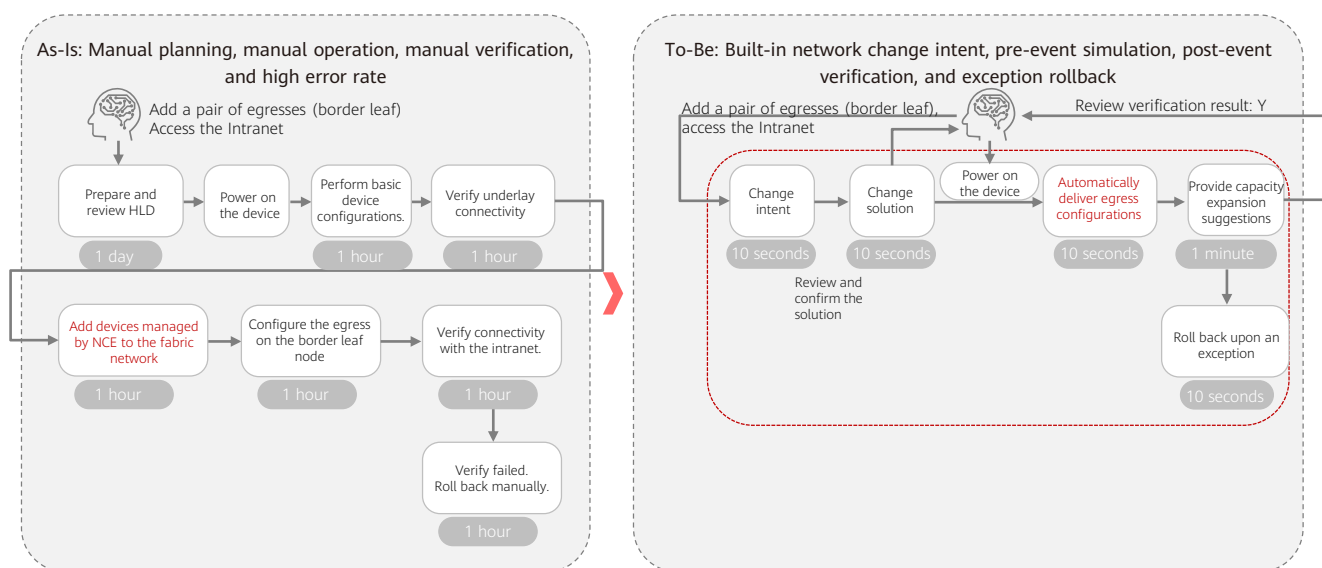 As-Is: Manual planning, manual operation, manual verification,
and high error rate
Add a pair of egresses (border leaf)
Access the Intranet
Prepare and
review HLD
1 day
Power on
the device
Perform basic
device
configurations.
1 hour
Verify underlay
connectivity
1 hour
Add devices managed
by NCE to the fabric
network
1 hour
Configure the egress
on the border leaf
node
1 hour
Verify connectivity
with the intranet.
1 hour
Verify failed.
Roll back manually.
1 hour
To-Be: Built-in network change intent, pre-event simulation, post-event
verification, and exception rollback
Add a pair of egresses (border leaf),
access the Intranet
Review verification result: Y
Change
intent
10 seconds
Change
solution
10 seconds
Review and
confirm the
solution
Power on
the device
Automatically
deliver egress
configurations
10 seconds
Provide capacity
expansion
suggestions
1 minute
Roll back upon an
exception
10 seconds